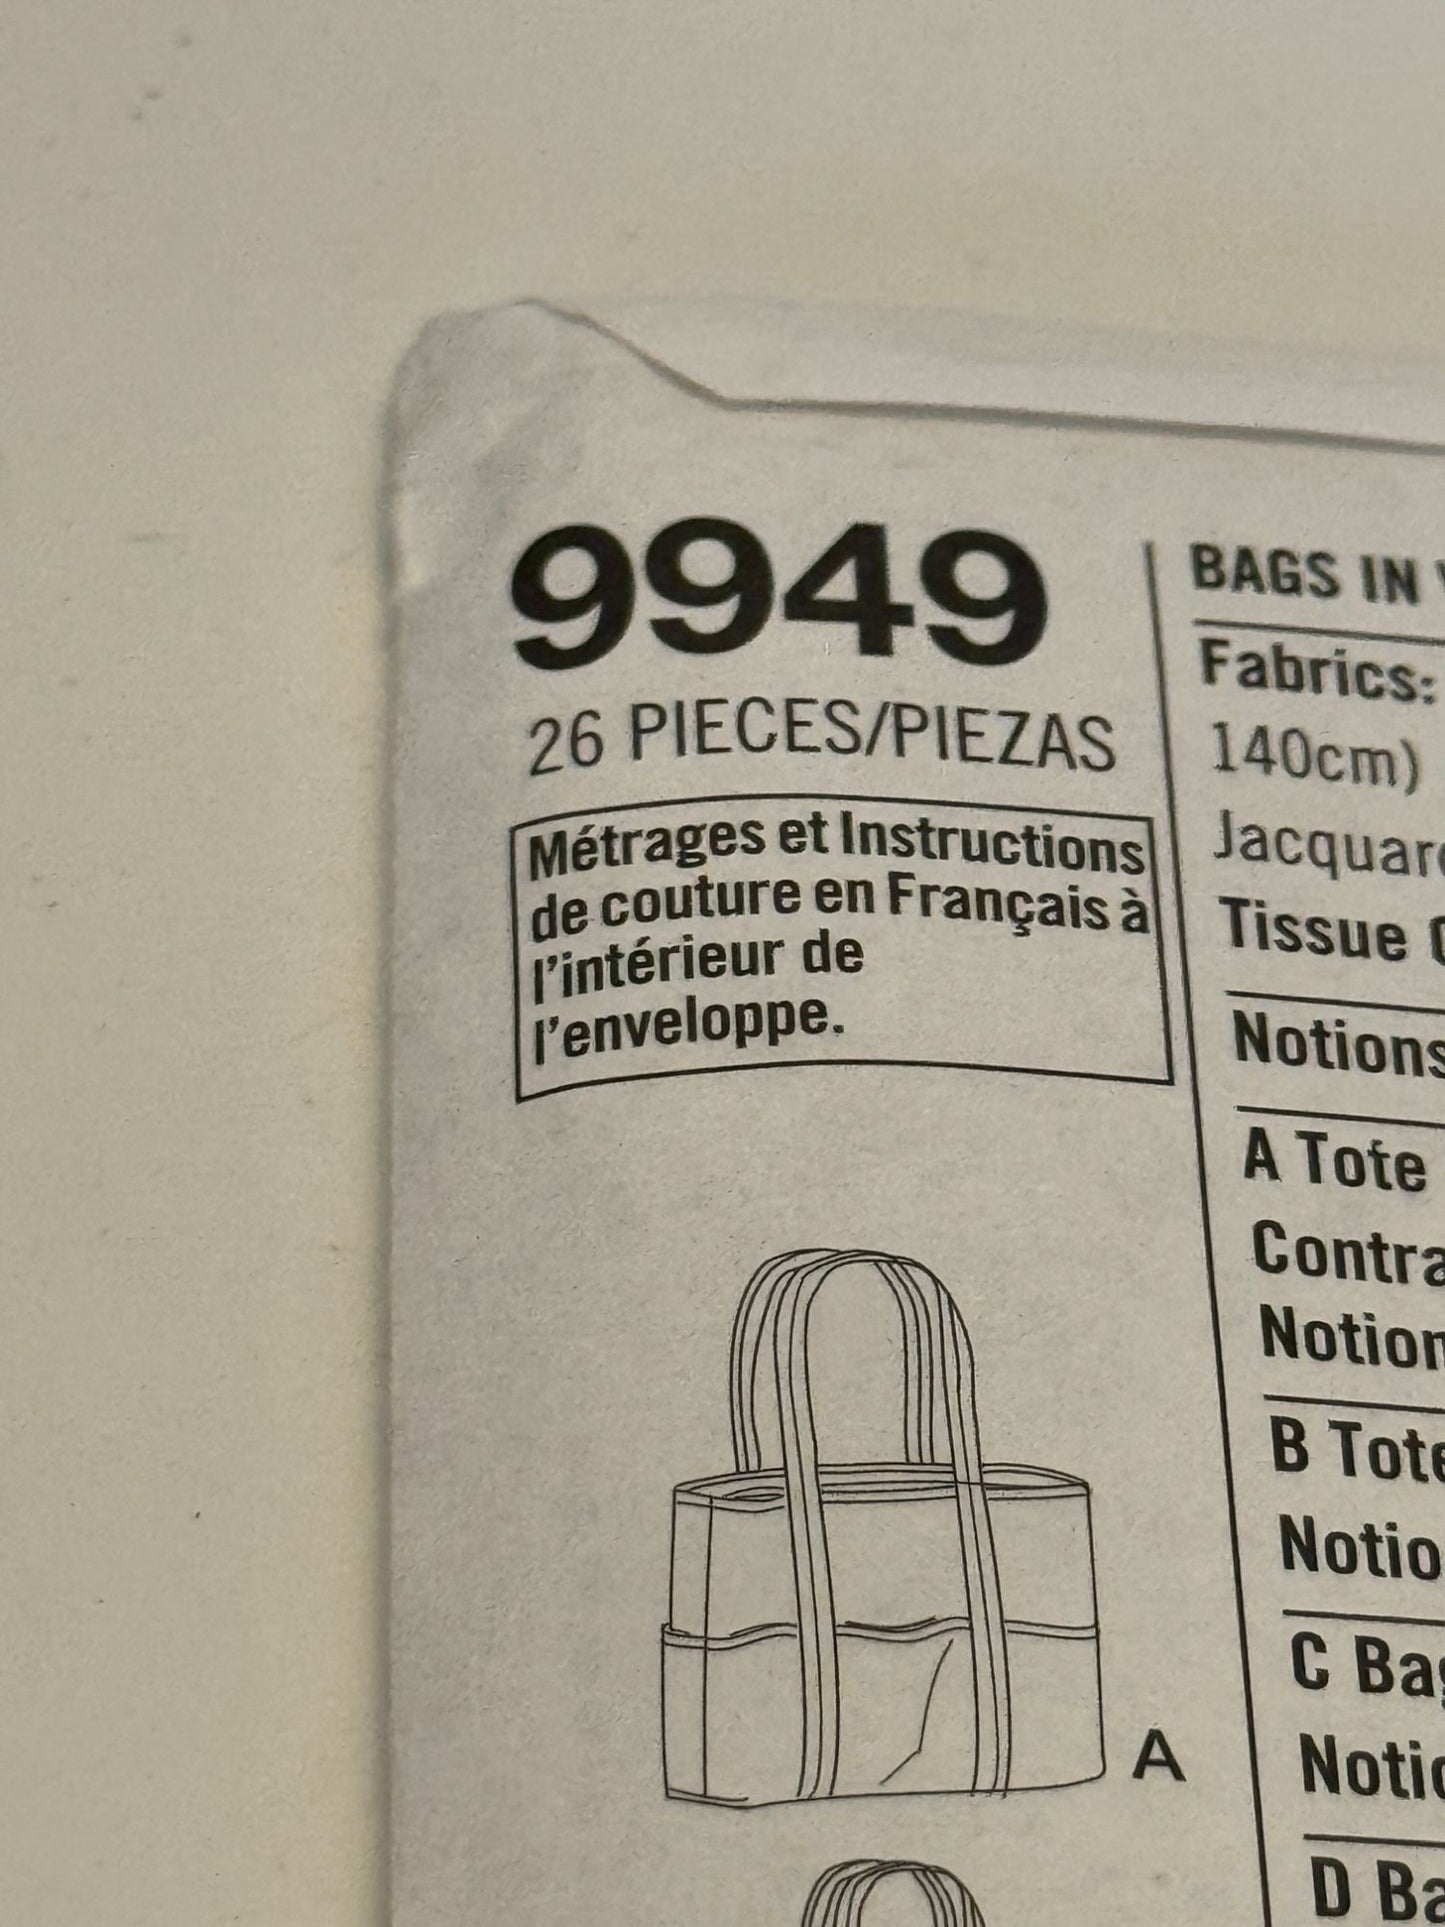 9949
26 PIECES/PIEZAS
Métrages et Instructions
de couture en Français à
l'intérieur de
l'enveloppe.
A
BAGS IN
Fabrics:
140cm)
Tissue
Notions
A Tote
B Tote